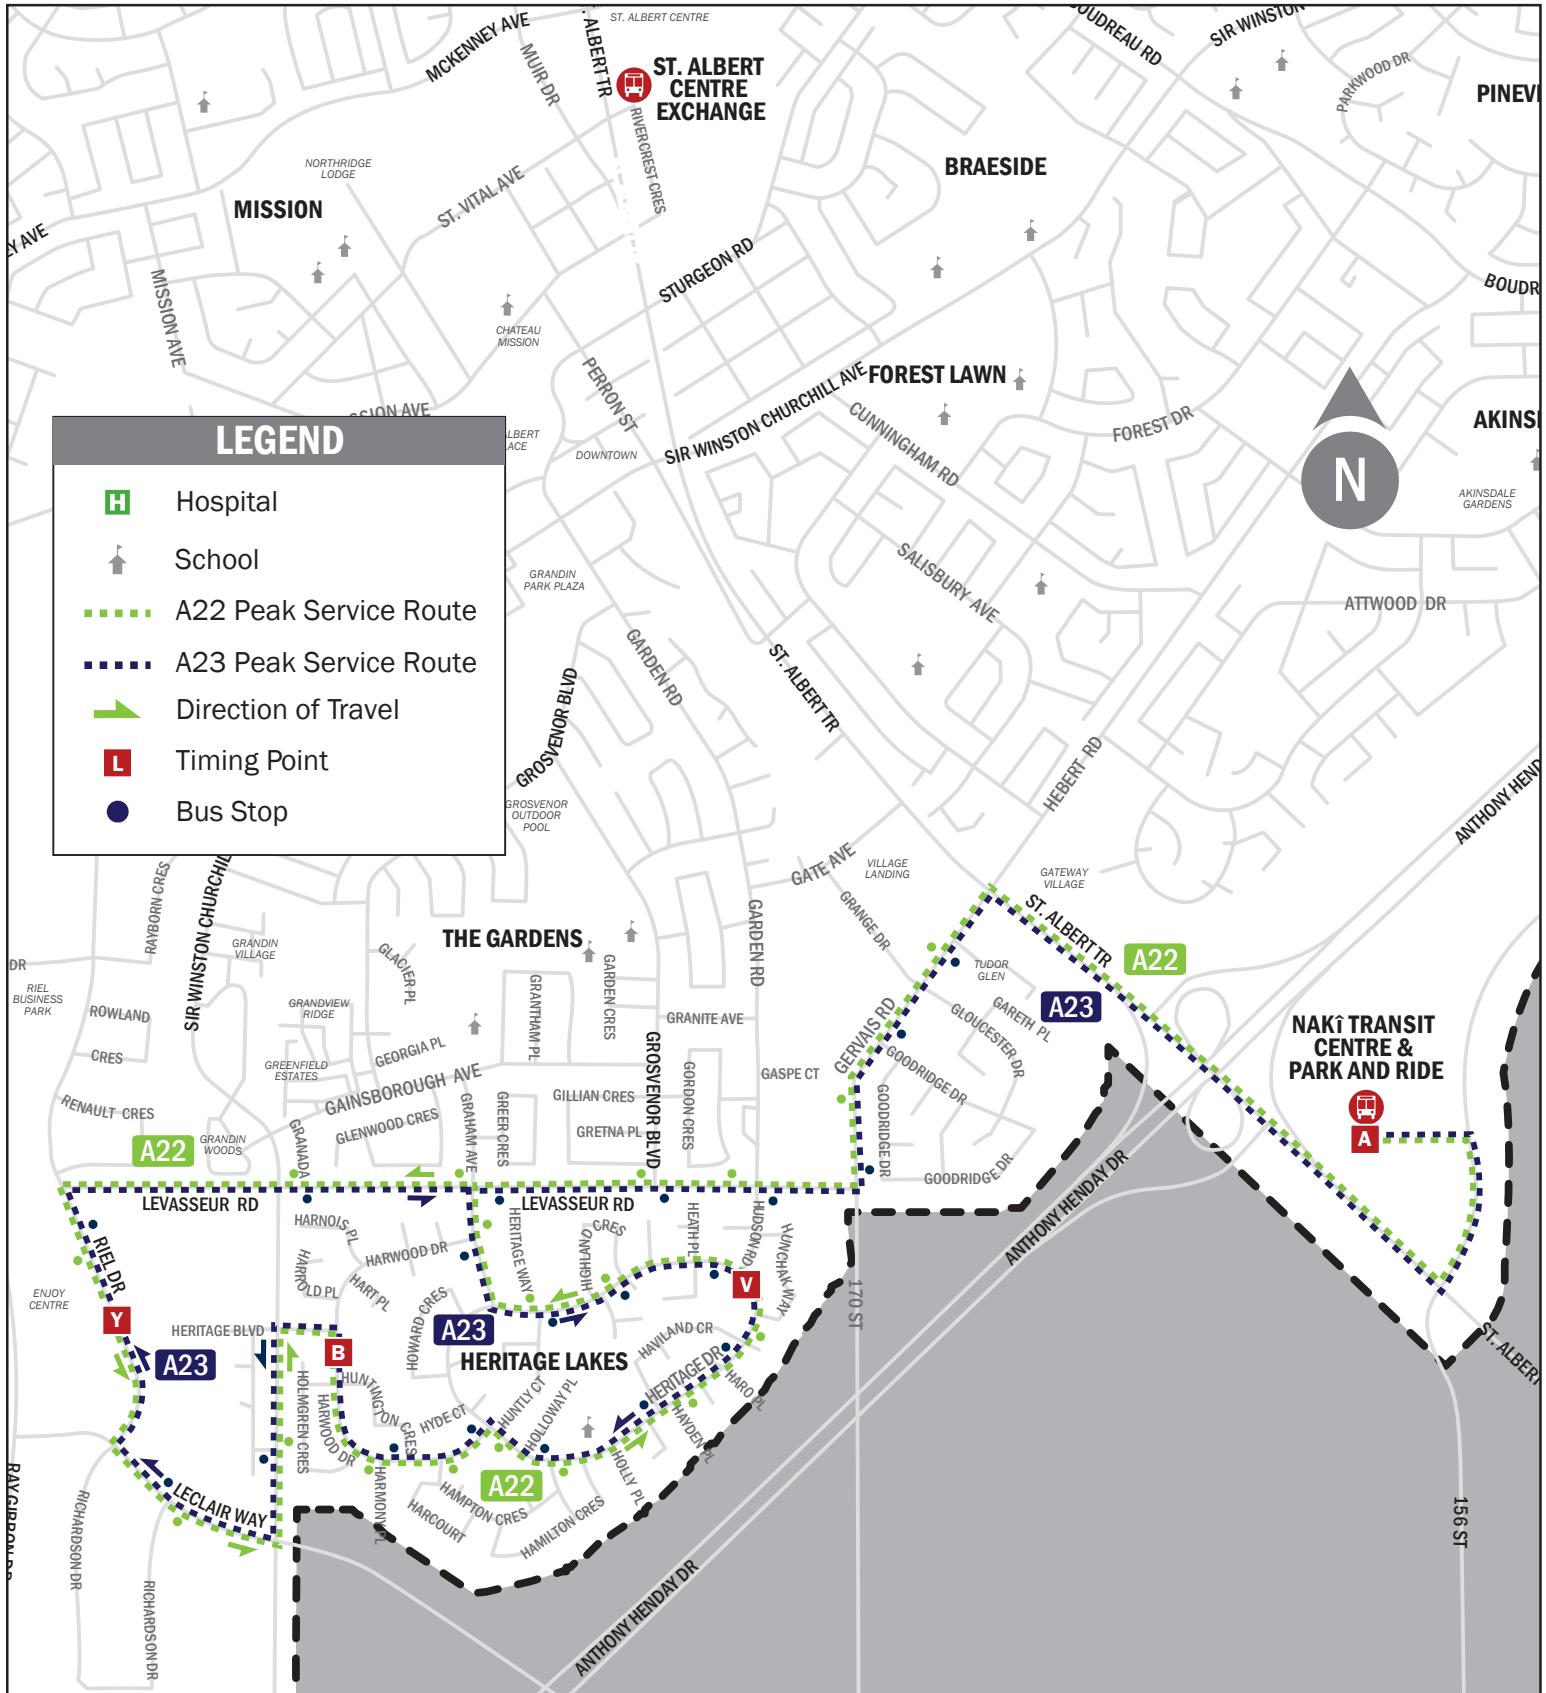 MCKENNEY AVE
MUIR DR
ST. ALBERT CENTRE
ALBERT TR
ST. ALBERT
CENTRE
EXCHANGE
RIVERCREST CRES
SIR WINSTON
PARKWOOD DR
BRAESIDE
NORTHRIDGE
LODGE
MISSION
ST. VITAL AVE
MISSION AVE
STURGEON RD
CHATEAU
MISSION
PERRON ST
DOWNTOWN
SIR WINSTON CHURCHILL AVE
FOREST LAWN
CUNNINGHAM RD
FOREST DR
N
AKINSDALE
GARDENS
LEGEND
H
Hospital
School
A22 Peak Service Route
A23 Peak Service Route
Direction of Travel
L
Timing Point
Bus Stop
GRANDIN
PARK PLAZA
SALISBURY AVE
ATTWOOD DR
GARDEN RD
ST. ALBERT TR
GROSVENOR BLVD
GROSVENOR
OUTDOOR
POOL
HEBERT RD
GATE AVE
VILLAGE
LANDING
GATEWAY
VILLAGE
RAYBORN CRES
SIR WINSTON CHURCHIL
GRANDIN
VILLAGE
GLACIER PL
THE GARDENS
GARDEN CRES
GARDEN RD
GRANGE DR
ST. ALBERT TR
A22
TUDOR
GLEN
A23
DR
RIEL
BUSINESS
PARK
ROWLAND
CRES
GRANDVIEW
RIDGE
GRANTHAM PL
GRANITE AVE
GERVAIS RD
GARETH PL
GLOUCESTER DR
NAKÎ TRANSIT
CENTRE &
PARK AND RIDE
A
GREENFIELD
ESTATES
GEORGIA PL
GAINSBOROUGH AVE
GROSVENOR BLVD
GORDON CRES
GASPE CT
GOODRIDGE DR
RENAULT CRES
GLENWOOD CRES
GRAHAM AVE
GREER CRES
GILLIAN CRES
GRETNA PL
GOODRIDGE DR
A22
GRANDIN
WOODS
GRANADA
GOODRIDGE DR
ANTHONY HENDAY DR
LEVASSEUR RD
LEVASSEUR RD
HARNOIS PL
HARWOOD DR
HERITAGE WAY
HIGHLAND
CRES
HEATH PL
HUDSON RD
HUNCHAK WAY
RIEL DR
HARROLD PL
HART PL
V
170 ST
ENJOY
CENTRE
Y
HERITAGE BLVD
B
HOWARD CRES
A23
HAVILAND CR
A23
HERITAGE LAKES
HERITAGE DR
HARO PL
HOLMGREN CRES
HARWOOD DR
HUNTINGTON CRES
HYDE CT
HUNTLY CT
HOLLOWAY PL
HAYDEN PL
HOLLY PL
A22
LECLAIR WAY
HARMONY PL
HARCOURT
HAMPTON CRES
HAMILTON CRES
RICHARDSON DR
RICHARDSON DR
ANTHONY HENDAY DR
156 ST